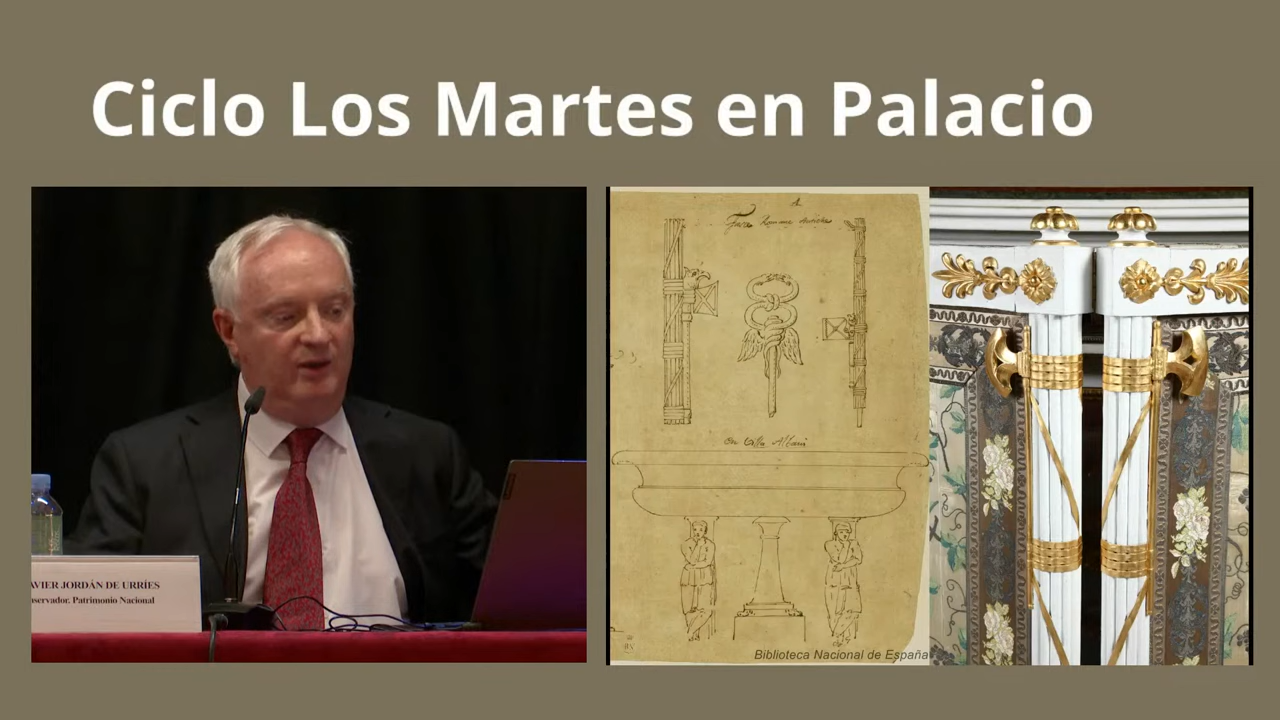 Ciclo Los Martes en Palacio
AVIER JORDÁN DE URRÍES
nservador. Patrimonio Nacional
Biblioteca Nacional de España